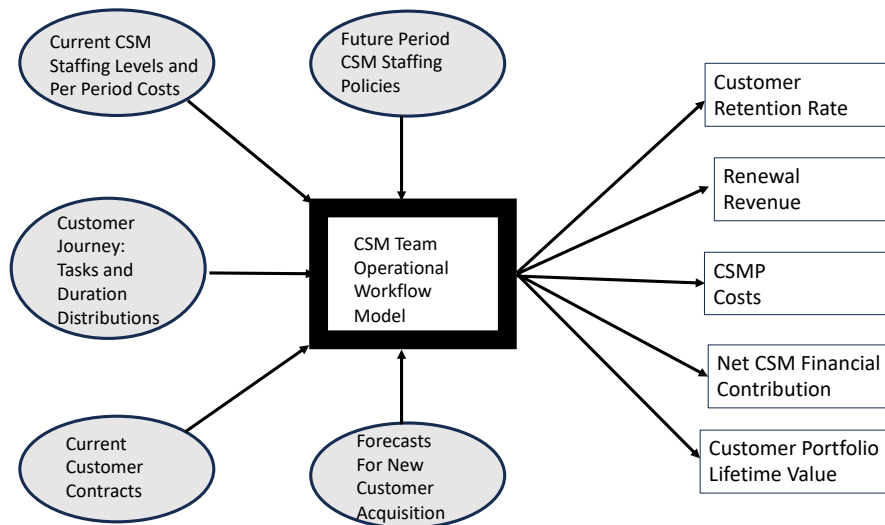 Current CSM
Staffing Levels and
Per Period Costs
Future Period
CSM Staffing
Policies
Customer
Journey:
Tasks and
Duration
Distributions
Current
Customer
Contracts
Forecasts
For New
Customer
Acquisition
CSM Team
Operational
Workflow
Model
Customer
Retention Rate
Renewal
Revenue
CSMP
Costs
Net CSM Financial
Contribution
Customer Portfolio
Lifetime Value